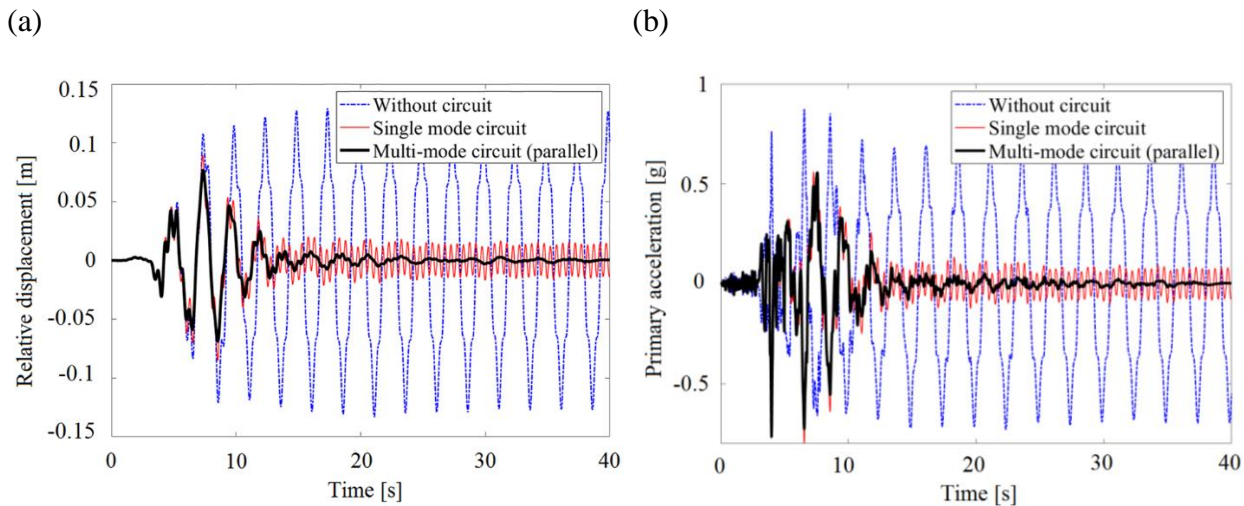 (a)
(b)
0.15
0.1
0.05
0
-0.05
-0.1
-0.15
Relative displacement [m]
Without circuit
Single mode circuit
Multi-mode circuit (parallel)
0
10
20
30
40
Time [s]
1
0.5
0
-0.5
Primary acceleration [g]
Without circuit
Single mode circuit
Multi-mode circuit (parallel)
0
10
20
30
40
Time [s]